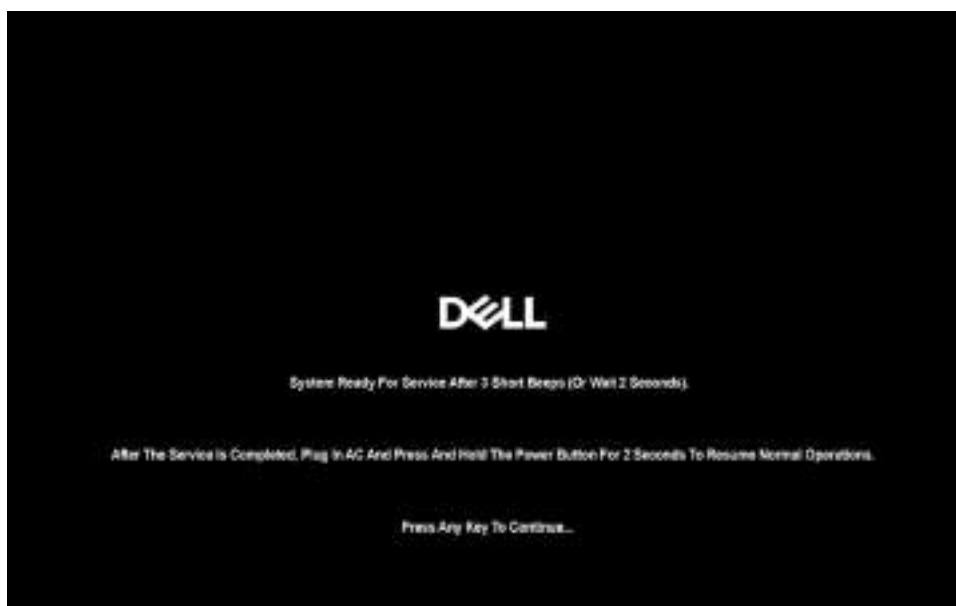 DELL
System Ready For Service After 3 Short Beeps (Or Wait 2 Seconds).
After The Service Is Completed, Plug In AC And Press And Hold The Power Button For 2 Seconds To Resume Normal Operations.
Press Any Key To Continue...